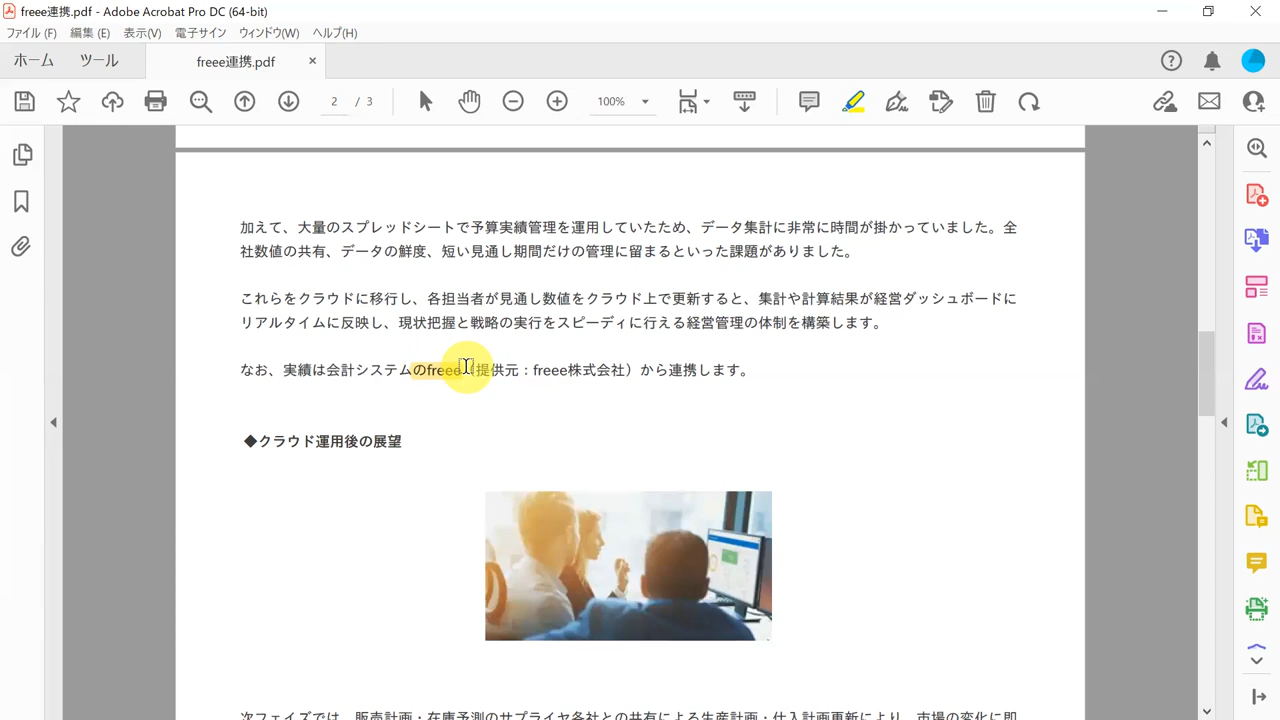 freee連携.pdf - Adobe Acrobat Pro DC (64-bit)
ファイル (F) 編集 (E) 表示(V) 電子サイン ウィンドウ(W) ヘルプ(H)
ホーム ツール freee連携.pdf ×
2 / 3 100%
加えて、大量のスプレッドシートで予算実績管理を運用していたため、データ集計に非常に時間が掛かっていました。全
社数値の共有、データの鮮度、短い見通し期間だけの管理に留まるといった課題がありました。
これらをクラウドに移行し、各担当者が見通し数値をクラウド上で更新すると、集計や計算結果が経営ダッシュボードに
リアルタイムに反映し、現状把握と戦略の実行をスピーディに行える経営管理の体制を構築します。
なお、実績は会計システムのfreee（提供元：freee株式会社）から連携します。
◆クラウド運用後の展望
次フェイズでは、販売計画・在庫予測のサプライヤ各社との共有による生産計画・仕入計画更新により、市場の変化に即